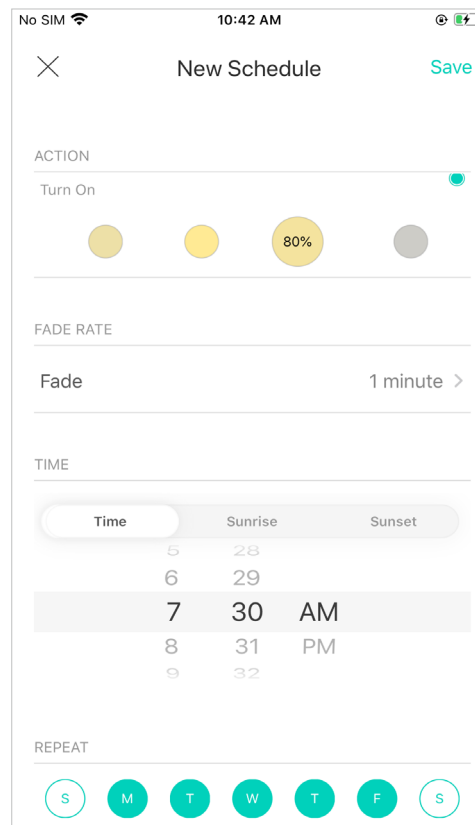 No SIM 10:42 AM
New Schedule Save
ACTION
Turn On
80%
FADE RATE
Fade 1 minute
TIME
Time Sunrise Sunset
5 28
6 29
7 30 AM
8 31 PM
9 32
REPEAT
S M T W T F S